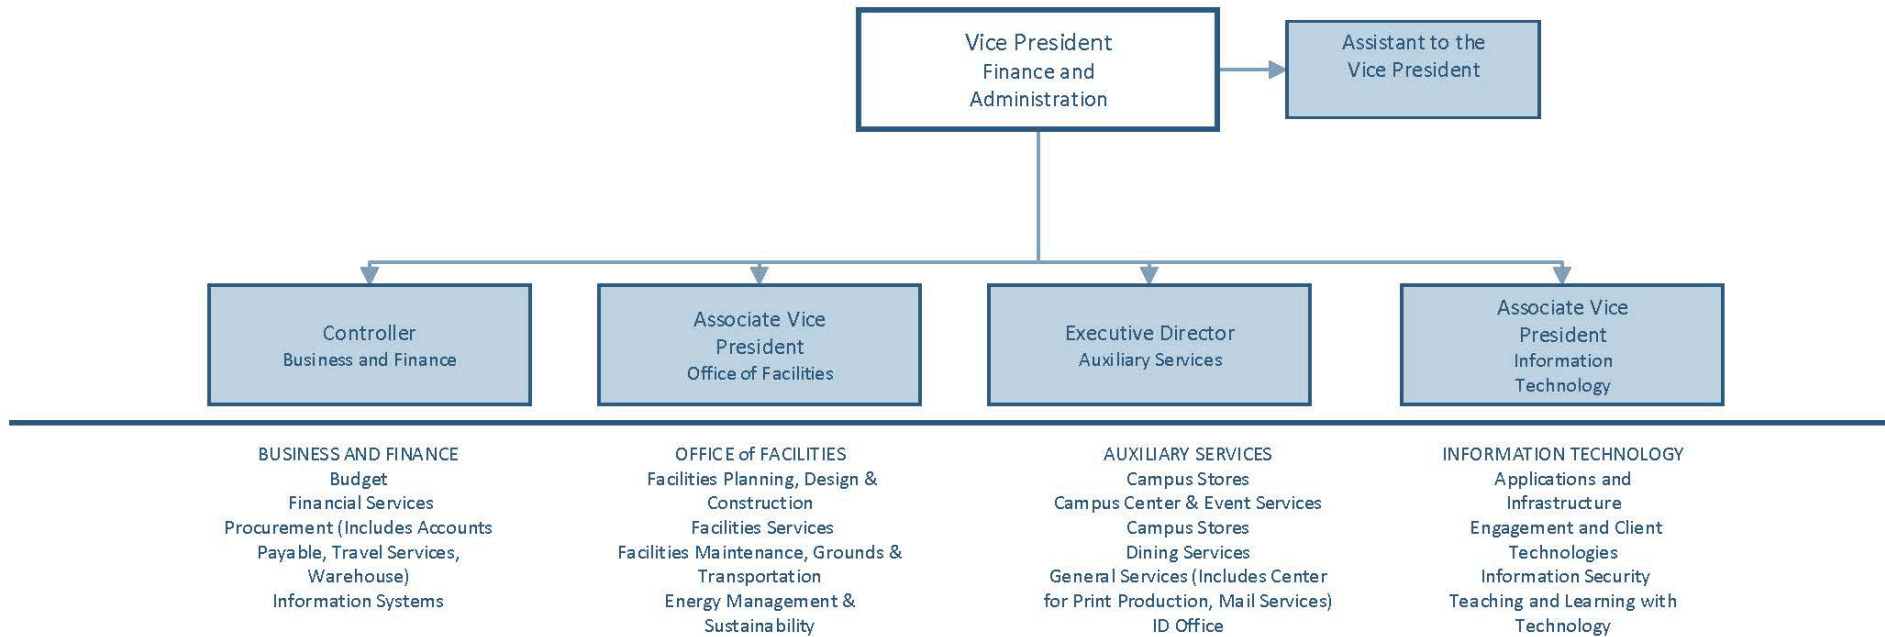 Vice President
Finance and
Administration
Assistant to the
Vice President
Controller
Business and Finance
Associate Vice
President
Office of Facilities
Executive Director
Auxiliary Services
Associate Vice
President
Information
Technology
BUSINESS AND FINANCE
Budget
Financial Services
Procurement (Includes Accounts
Payable, Travel Services,
Warehouse)
Information Systems
OFFICE of FACILITIES
Facilities Planning, Design &
Construction
Facilities Services
Facilities Maintenance, Grounds &
Transportation
Energy Management &
Sustainability
AUXILIARY SERVICES
Campus Stores
Campus Center & Event Services
Campus Stores
Dining Services
General Services (Includes Center
for Print Production, Mail Services)
ID Office
INFORMATION TECHNOLOGY
Applications and
Infrastructure
Engagement and Client
Technologies
Information Security
Teaching and Learning with
Technology